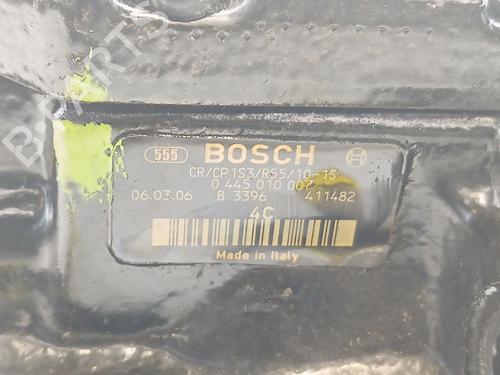 555 BOSCH
CR/CP1S3/R55/10-1S
0 445 010 007
06.03.06 B 3396 411482
4C
Made in Italy